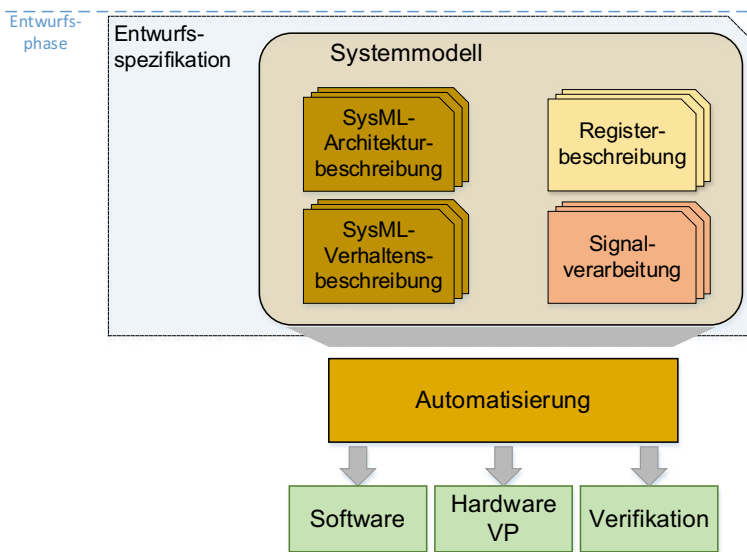 Entwurfs-
phase
Entwurfs-
spezifikation
Systemmodell
SysML-
Architektur-
beschreibung
Register-
beschreibung
SysML-
Verhaltens-
beschreibung
Signal-
verarbeitung
Automatisierung
Software
Hardware
VP
Verifikation